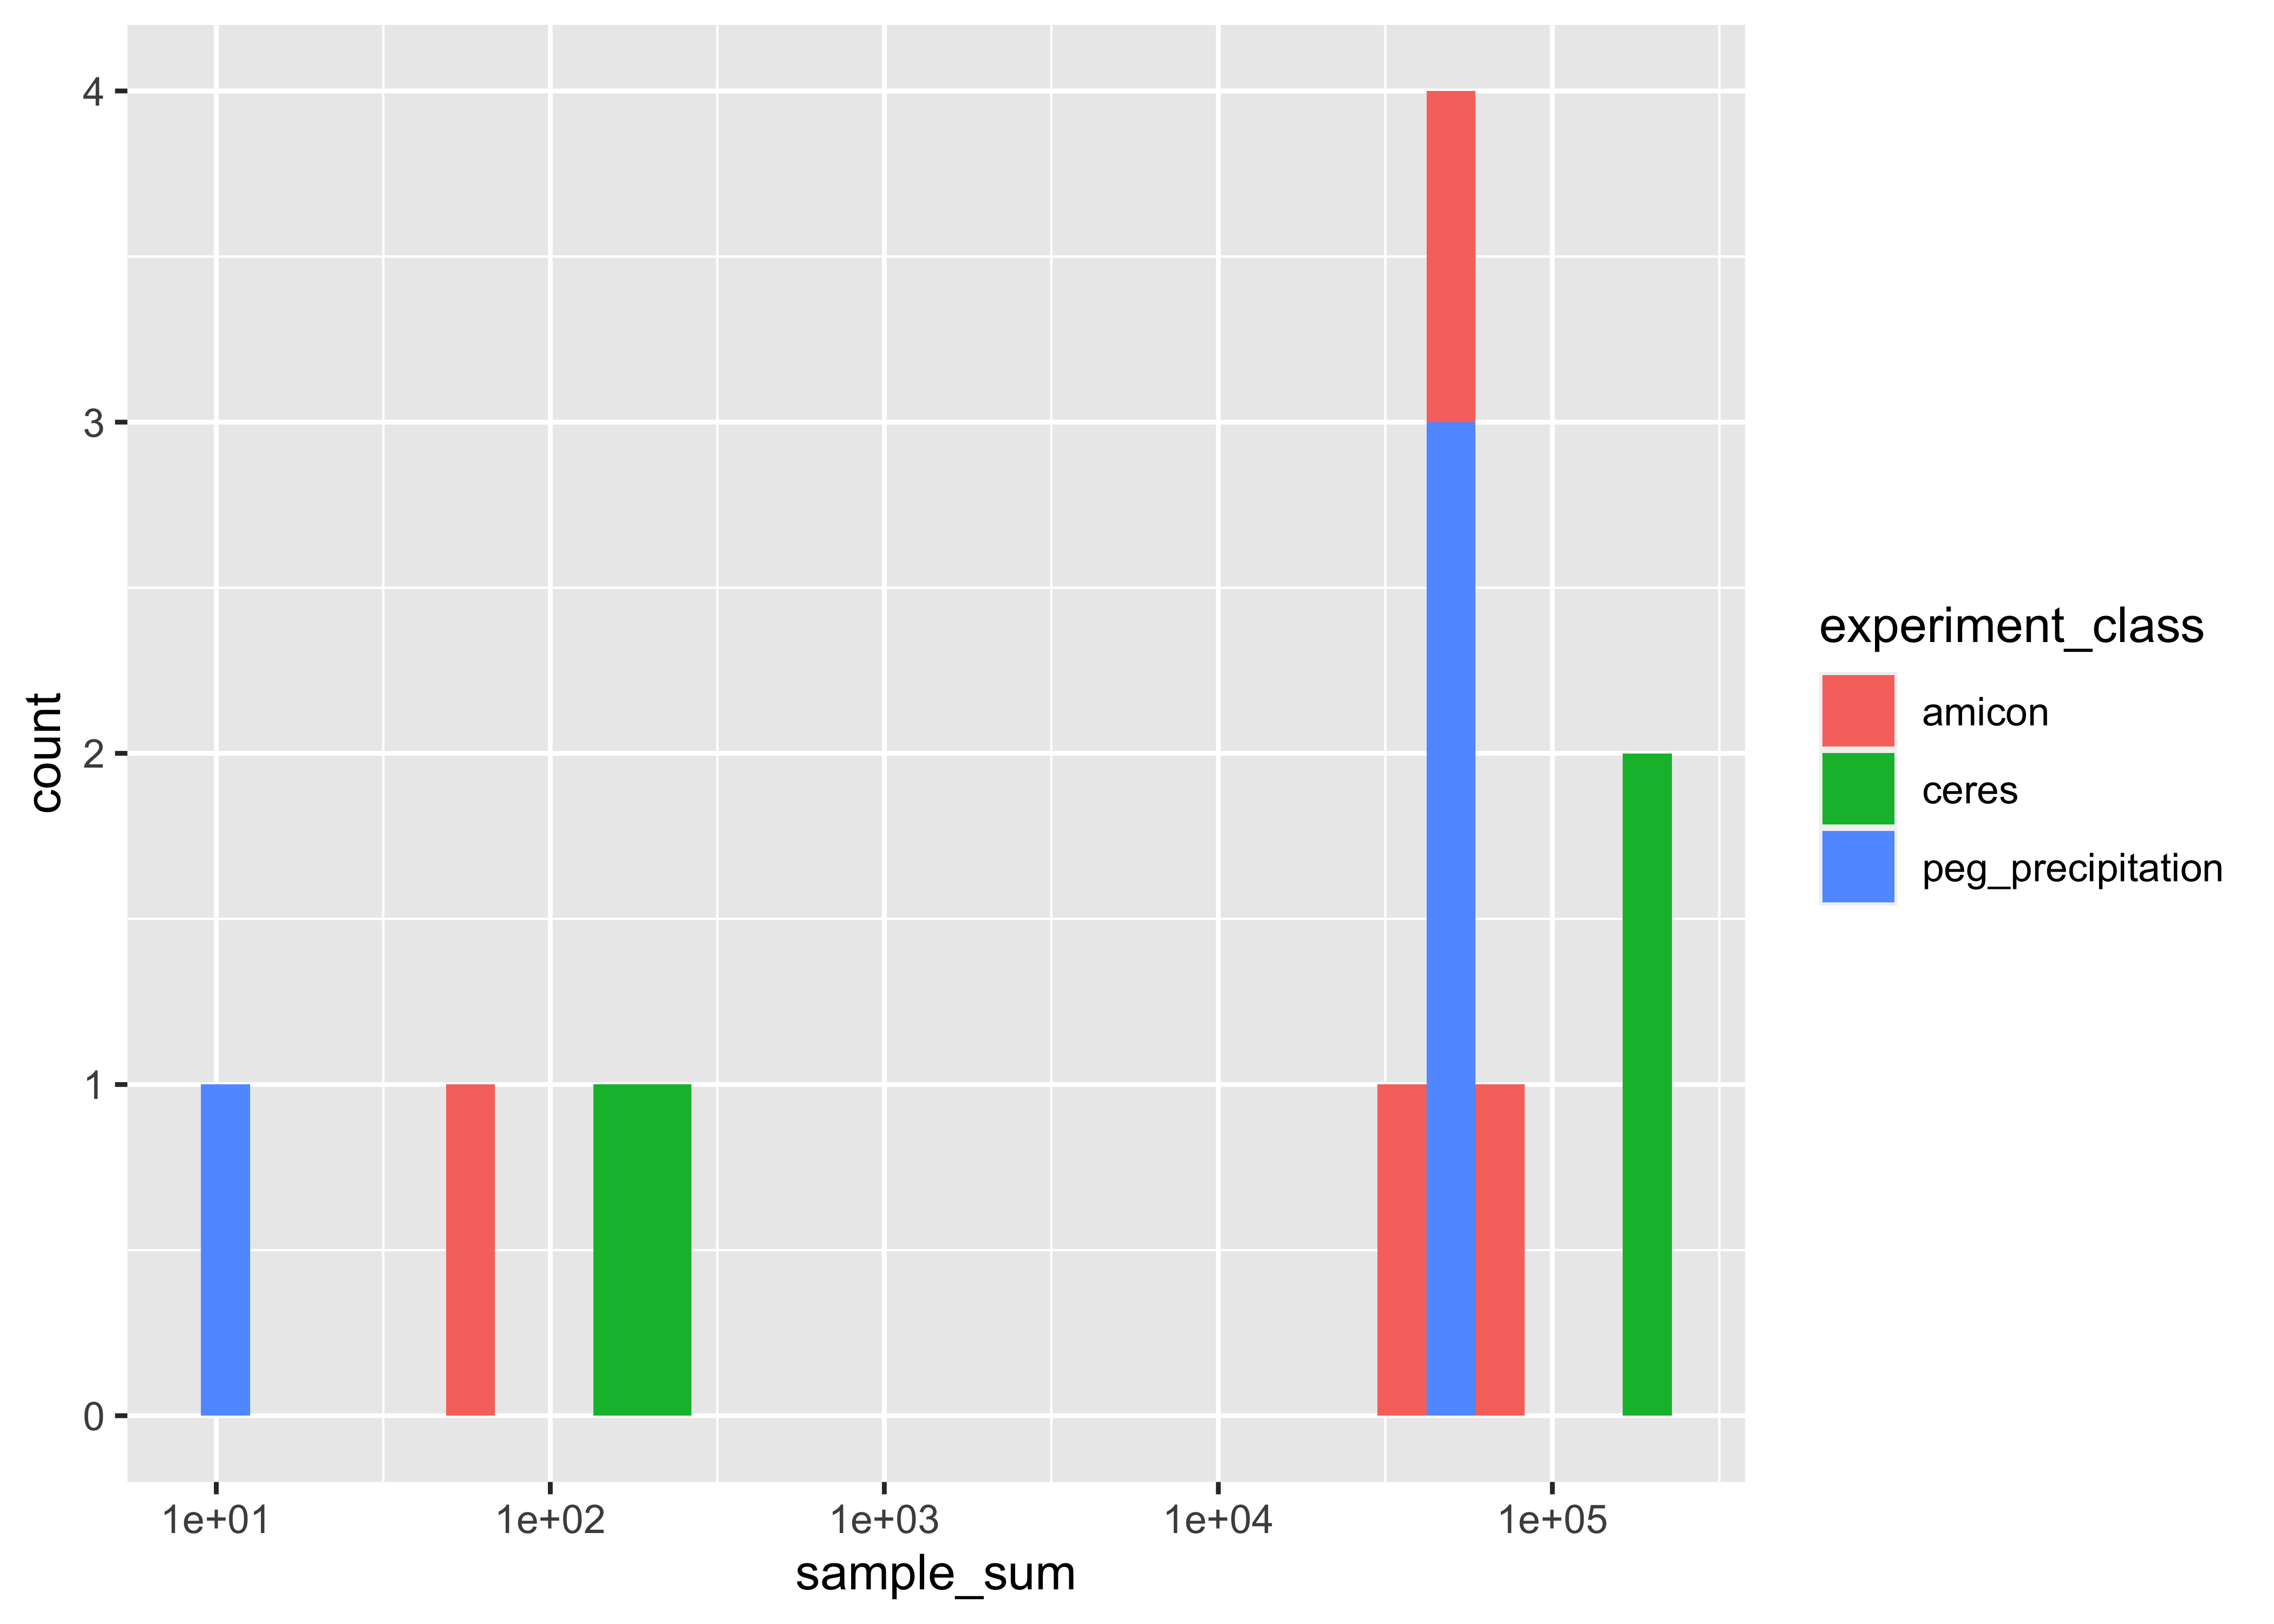 4
3
2
1
0
count
1e+01 1e+02 1e+03 1e+04 1e+05
sample_sum
experiment_class
amicon
ceres
peg_precipitation